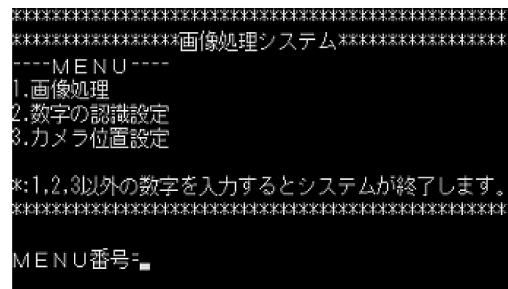 **************************************************
*****************画像処理システム*****************
----ＭＥＮＵ----
1.画像処理
2.数字の認識設定
3.カメラ位置設定
*:1,2,3以外の数字を入力するとシステムが終了します。
**************************************************
ＭＥＮＵ番号=_